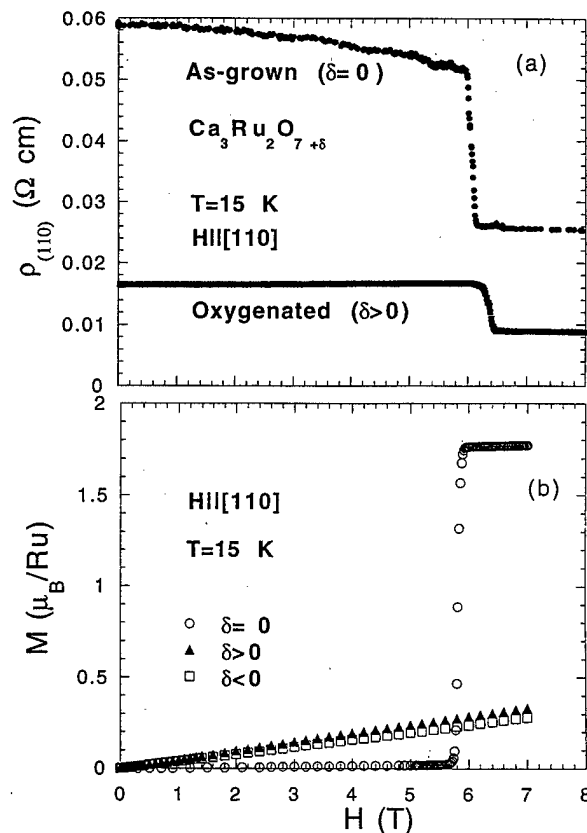 0.06
(a)
0.05
As-grown (δ= 0)
0.04
Ca3Ru2O7 +δ
0.03
T=15 K
HII[110]
0.02
Oxygenated (δ>0)
0.01
0
ρ(110) (Ω cm)
2
(b)
1.5
HII[110]
T=15 K
1
○ δ= 0
▲ δ>0
□ δ<0
0.5
0
M (μB/Ru)
0 1 2 3 4 5 6 7 8
H (T)